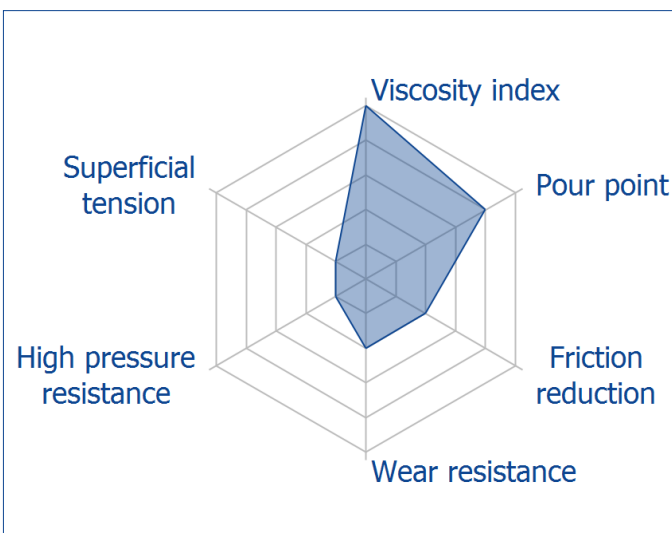 Viscosity index
Superficial
tension
Pour point
High pressure
resistance
Friction
reduction
Wear resistance